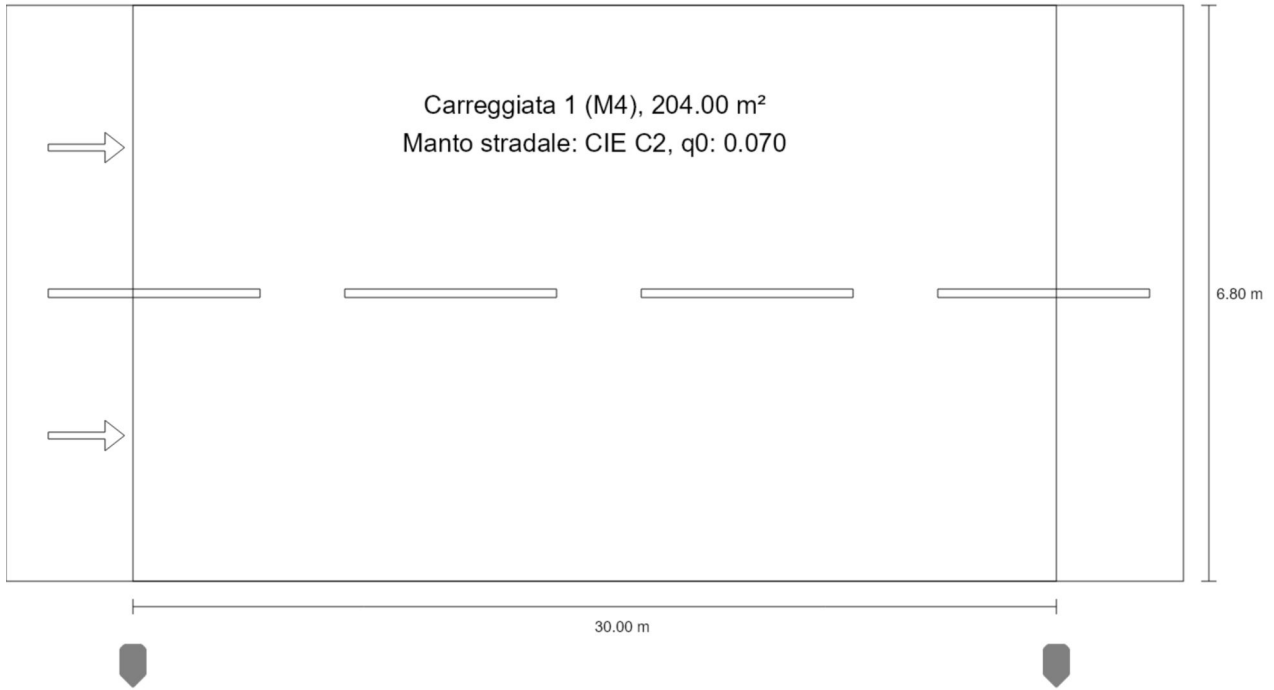 Carreggiata 1 (M4), 204.00 m²
Manto stradale: CIE C2, q0: 0.070
6.80 m
30.00 m